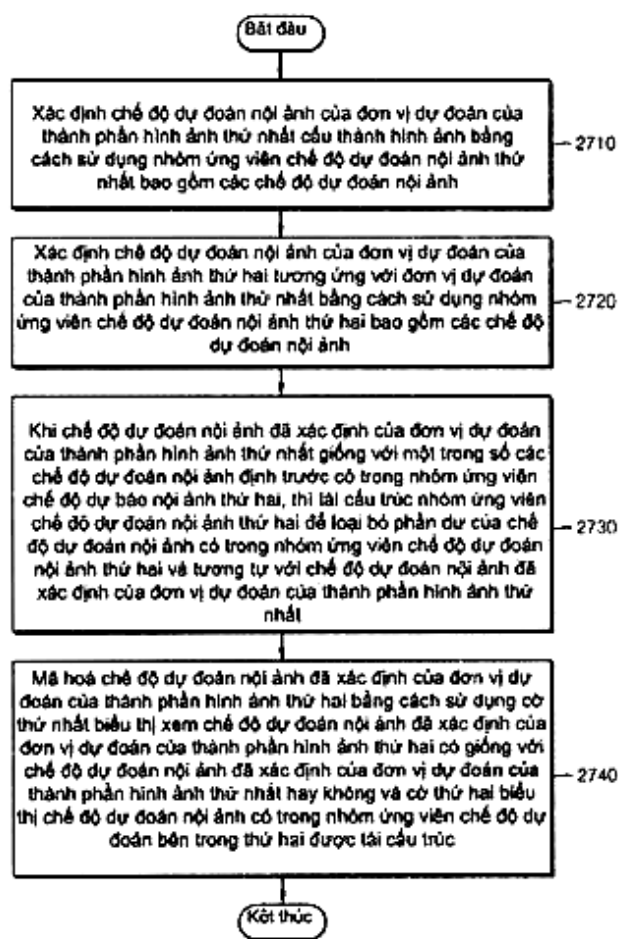 Bắt đầu
Xác định chế độ dự đoán nội ảnh của đơn vị dự đoán của
thành phần hình ảnh thứ nhất cấu thành hình ảnh bằng
cách sử dụng nhóm ứng viên chế độ dự đoán nội ảnh thứ
nhất bao gồm các chế độ dự đoán nội ảnh
2710
Xác định chế độ dự đoán nội ảnh của đơn vị dự đoán của
thành phần hình ảnh thứ hai tương ứng với đơn vị dự đoán
của thành phần hình ảnh thứ nhất bằng cách sử dụng nhóm
ứng viên chế độ dự đoán nội ảnh thứ hai bao gồm các chế độ
dự đoán nội ảnh
2720
Khi chế độ dự đoán nội ảnh đã xác định của đơn vị dự đoán
của thành phần hình ảnh thứ nhất giống với một trong số các
chế độ dự đoán nội ảnh định trước có trong nhóm ứng viên
chế độ dự báo nội ảnh thứ hai, thì tái cấu trúc nhóm ứng viên
chế độ dự đoán nội ảnh thứ hai để loại bỏ phần dư của chế
độ dự đoán nội ảnh có trong nhóm ứng viên chế độ dự đoán
nội ảnh thứ hai và tương tự với chế độ dự đoán nội ảnh đã
xác định của đơn vị dự đoán của thành phần hình ảnh thứ
nhất
2730
Mã hoá chế độ dự đoán nội ảnh đã xác định của đơn vị dự
đoán của thành phần hình ảnh thứ hai bằng cách sử dụng cờ
thứ nhất biểu thị xem chế độ dự đoán nội ảnh đã xác định của
đơn vị dự đoán của thành phần hình ảnh thứ hai có giống với
chế độ dự đoán nội ảnh đã xác định của đơn vị dự đoán của
thành phần hình ảnh thứ nhất hay không và cờ thứ hai biểu
thị chế độ dự đoán nội ảnh có trong nhóm ứng viên chế độ dự
đoán bên trong thứ hai được tái cấu trúc
2740
Kết thúc